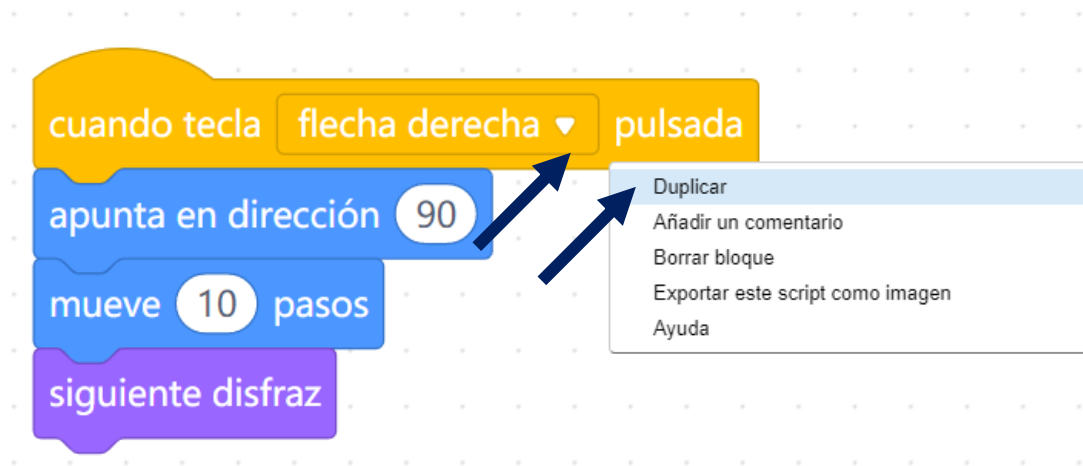 cuando tecla flecha derecha pulsada
apunta en dirección 90
mueve 10 pasos
siguiente disfraz
Duplicar
Añadir un comentario
Borrar bloque
Exportar este script como imagen
Ayuda